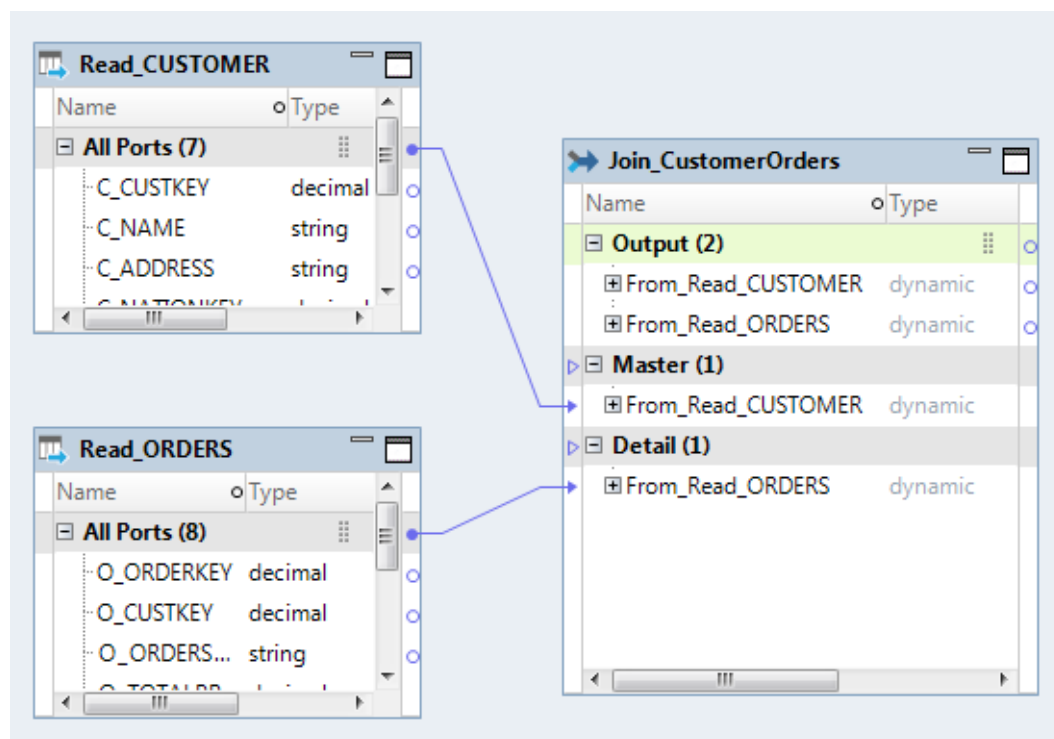 Read_CUSTOMER
Name Type
All Ports (7)
C_CUSTKEY decimal
C_NAME string
C_ADDRESS string
Read_ORDERS
Name Type
All Ports (8)
O_ORDERKEY decimal
O_CUSTKEY decimal
O_ORDERS... string
Join_CustomerOrders
Name Type
Output (2)
From_Read_CUSTOMER dynamic
From_Read_ORDERS dynamic
Master (1)
From_Read_CUSTOMER dynamic
Detail (1)
From_Read_ORDERS dynamic